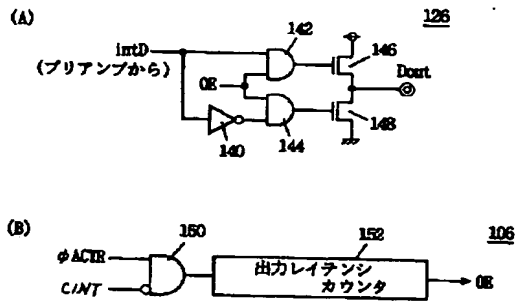 (A)
126
142
intD
146
(プリアンプから)
Dout
OE
148
140
144
(B)
150
152
106
φACTR
出力レイテンシ
カウンタ
OE
CINT